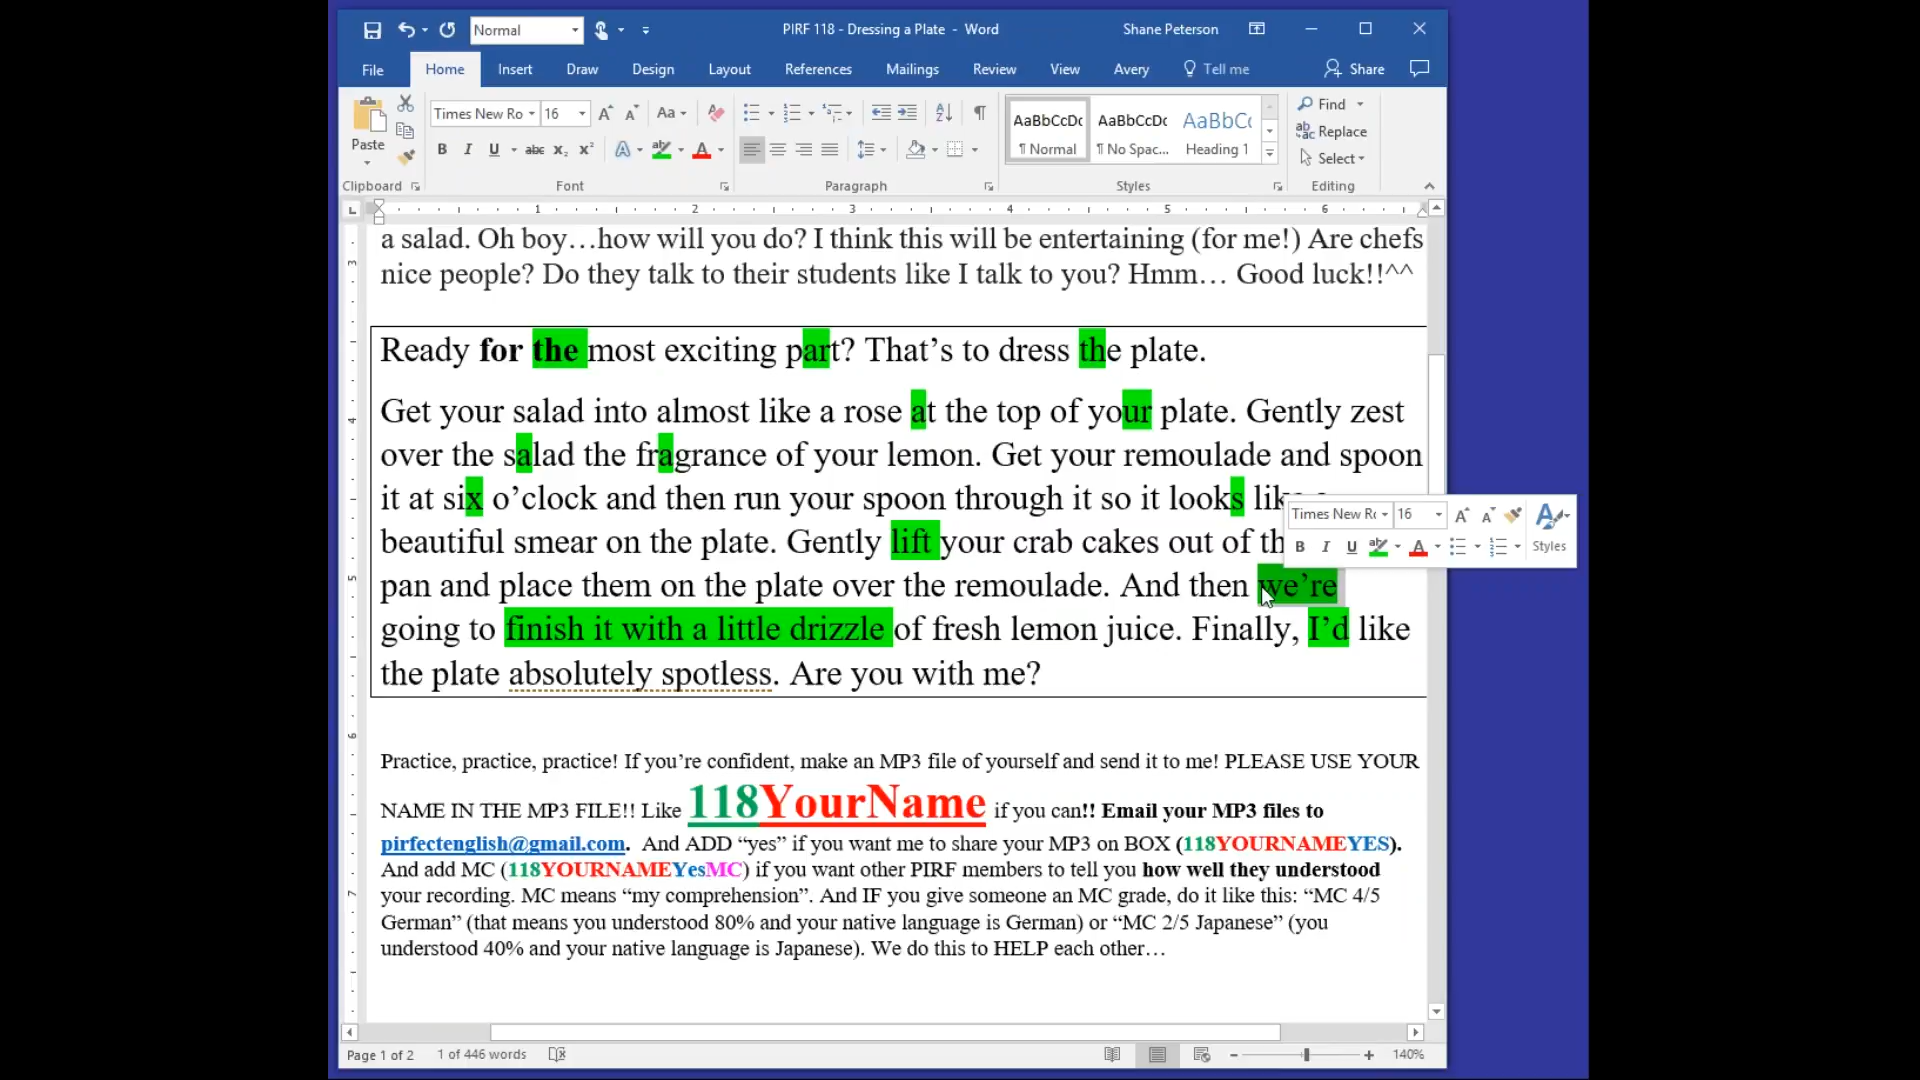 Normal
PIRF 118 - Dressing a Plate - Word
Shane Peterson
File Home Insert Draw Design Layout References Mailings Review View Avery Tell me Share
Paste
Times New Ro 16 Aa
B I U abc X₂ X²
Clipboard Font Paragraph Styles Editing
AaBbCcDc AaBbCcDc AaBbCc
¶ Normal ¶ No Spac... Heading 1
Find
Replace
Select
1 2 3 4 5 6
a salad. Oh boy…how will you do? I think this will be entertaining (for me!) Are chefs
nice people? Do they talk to their students like I talk to you? Hmm… Good luck!!^^
Ready for the most exciting part? That’s to dress the plate.
Get your salad into almost like a rose at the top of your plate. Gently zest
over the salad the fragrance of your lemon. Get your remoulade and spoon
it at six o’clock and then run your spoon through it so it looks like
beautiful smear on the plate. Gently lift your crab cakes out of
pan and place them on the plate over the remoulade. And then we’re
going to finish it with a little drizzle of fresh lemon juice. Finally, I’d like
the plate absolutely spotless. Are you with me?
Times New Ro 16
B I U
Styles
Practice, practice, practice! If you’re confident, make an MP3 file of yourself and send it to me! PLEASE USE YOUR
NAME IN THE MP3 FILE!! Like 118YourName if you can!! Email your MP3 files to
pirfectenglish@gmail.com. And ADD “yes” if you want me to share your MP3 on BOX (118YOURNAMEYES).
And add MC (118YOURNAMEYesMC) if you want other PIRF members to tell you how well they understood
your recording. MC means “my comprehension”. And IF you give someone an MC grade, do it like this: “MC 4/5
German” (that means you understood 80% and your native language is German) or “MC 2/5 Japanese” (you
understood 40% and your native language is Japanese). We do this to HELP each other…
Page 1 of 2 1 of 446 words 140%